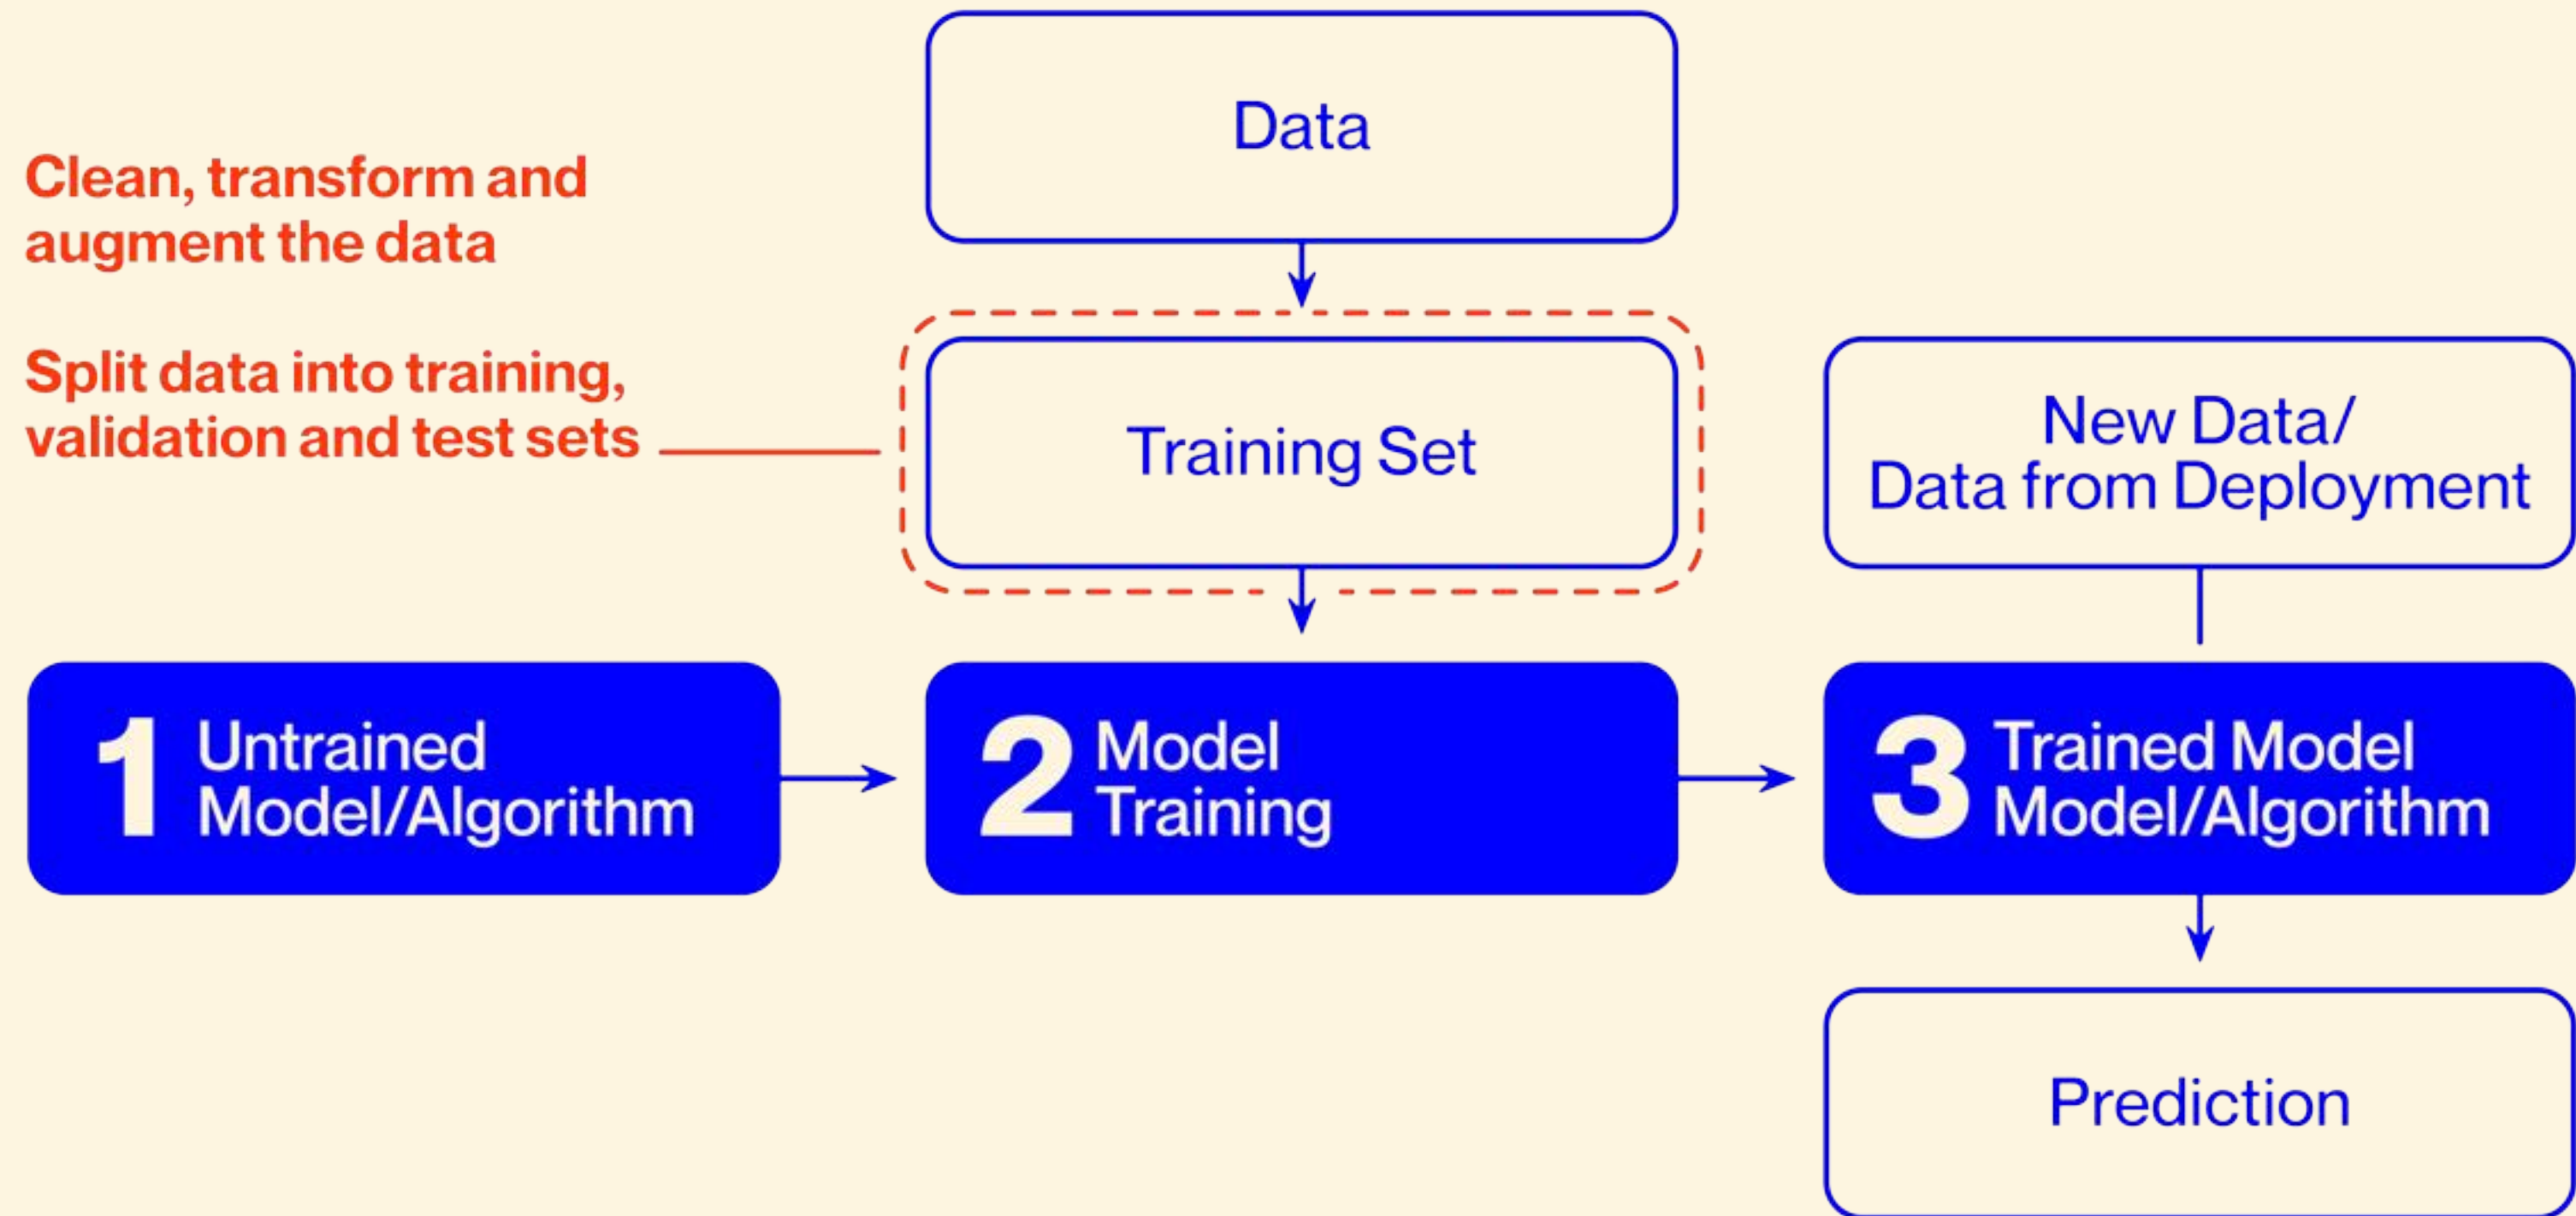 Data
Clean, transform and
augment the data
Split data into training,
validation and test sets
Training Set
New Data/
Data from Deployment
1 Untrained
Model/Algorithm
2 Model
Training
3 Trained Model
Model/Algorithm
Prediction